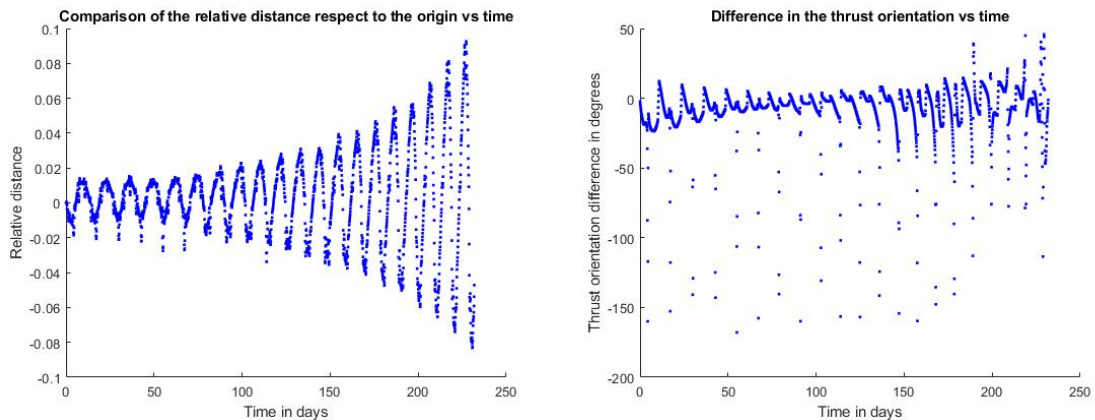 Comparison of the relative distance respect to the origin vs time
0.1
0.08
0.06
0.04
0.02
0
-0.02
-0.04
-0.06
-0.08
-0.1
Relative distance
0 50 100 150 200 250
Time in days
Difference in the thrust orientation vs time
50
0
-50
-100
-150
-200
Thrust orientation difference in degrees
0 50 100 150 200 250
Time in days